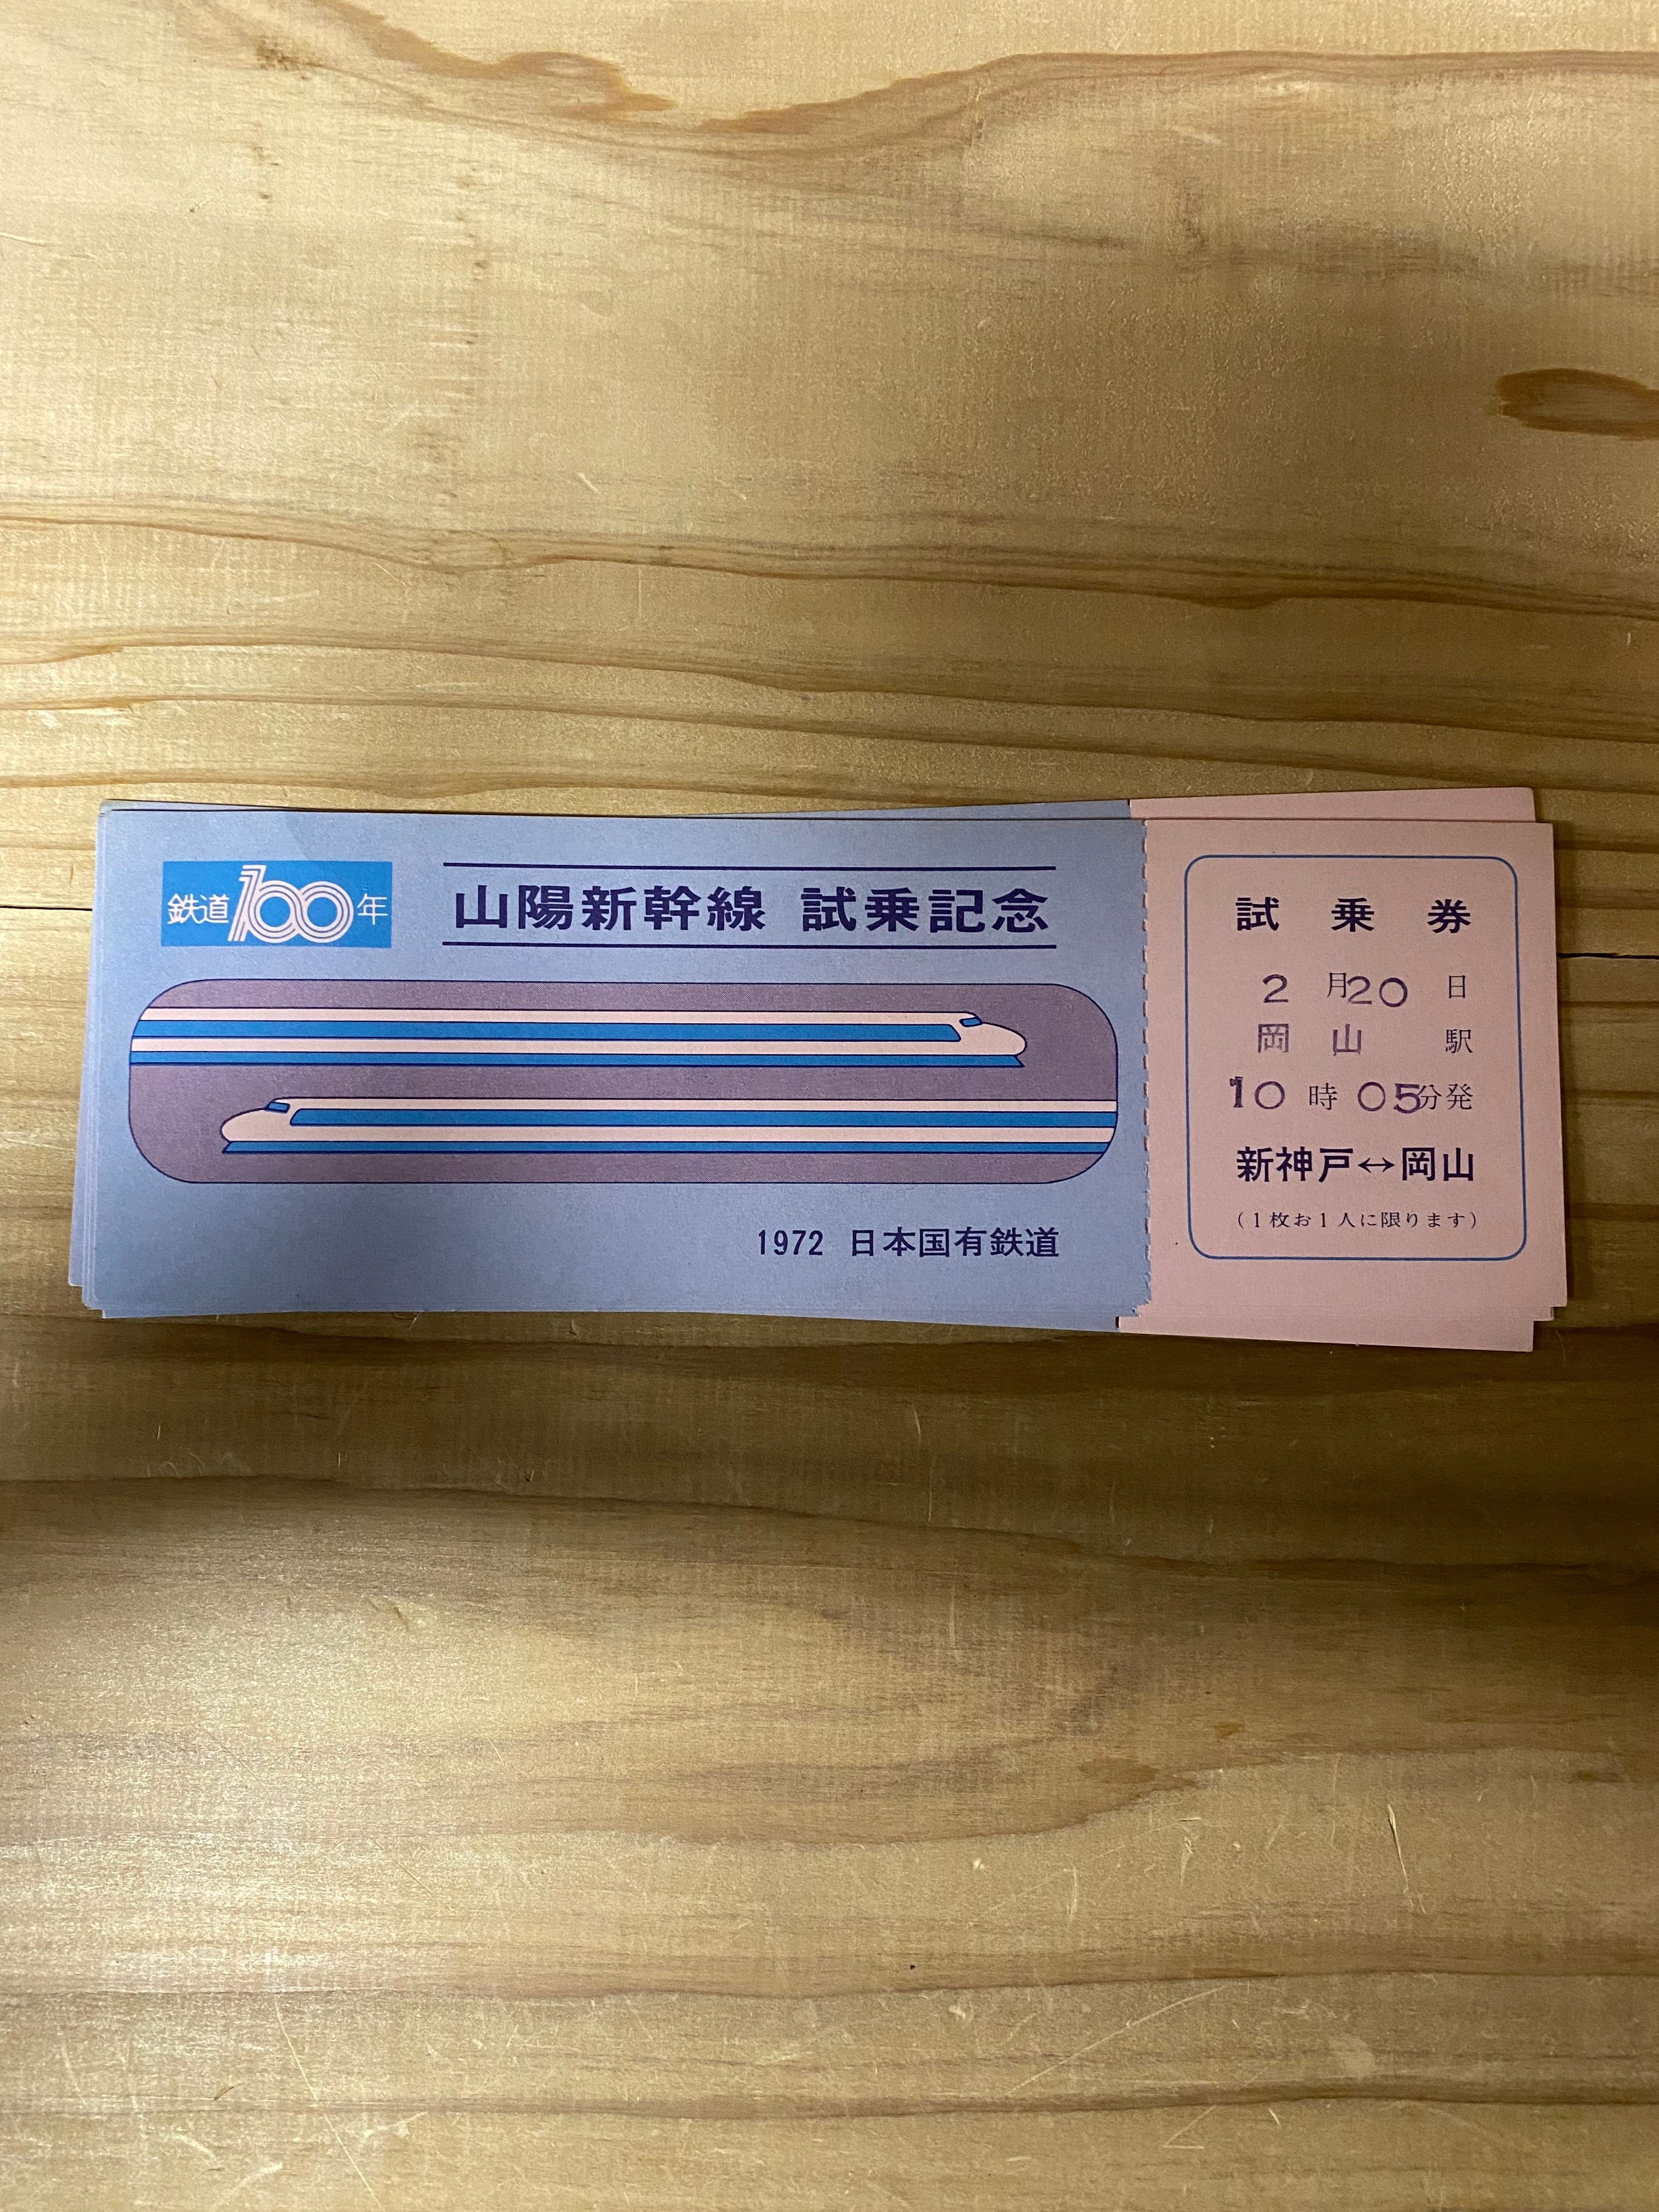 鉄道100年
山陽新幹線 試乗記念
1972 日本国有鉄道
試乗券
2月20日
岡山駅
10時05分発
新神戸↔岡山
(1枚お1人に限ります)